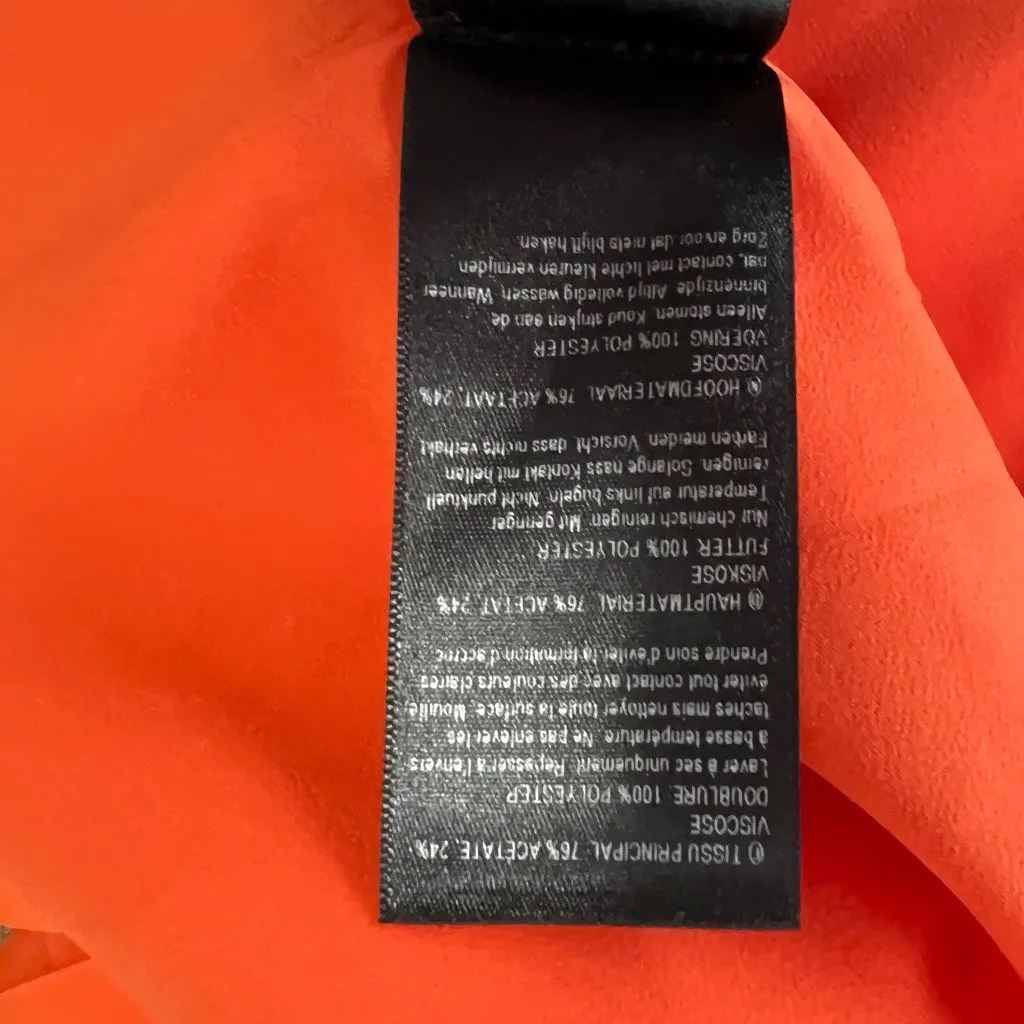 Ⓕ TISSU PRINCIPAL 76% ACETATE, 24%
VISCOSE
DOUBLURE 100% POLYESTER
Laver à sec uniquement. Repasser à l'envers
à basse temperature. Ne pas enlever les
taches mais nettoyer toute la surface. Mouillé
éviter tout contact avec des couleurs claires
Prendre soin d'éviter la formation d'accroc
Ⓓ HAUPTMATERIAL 76% ACETAT, 24%
VISKOSE
FUTTER 100% POLYESTER
Nur chemisch reinigen. Mit geringer
Temperatur auf links bügeln. Nicht punktuell
reinigen. Solange nass Kontakt mit hellen
Farben meiden. Vorsicht, dass nichts verhakt
HOOFDMATERIAAL 76% ACETAAT, 24%
VISCOSE
VOERING 100% POLYESTER
Alleen stomen. Koud strijken aan de
binnenzijde. Altijd volledig wassen. Wanneer
nat, contact met lichte kleuren vermijden
Zorg ervoor dat niets blijft haken.